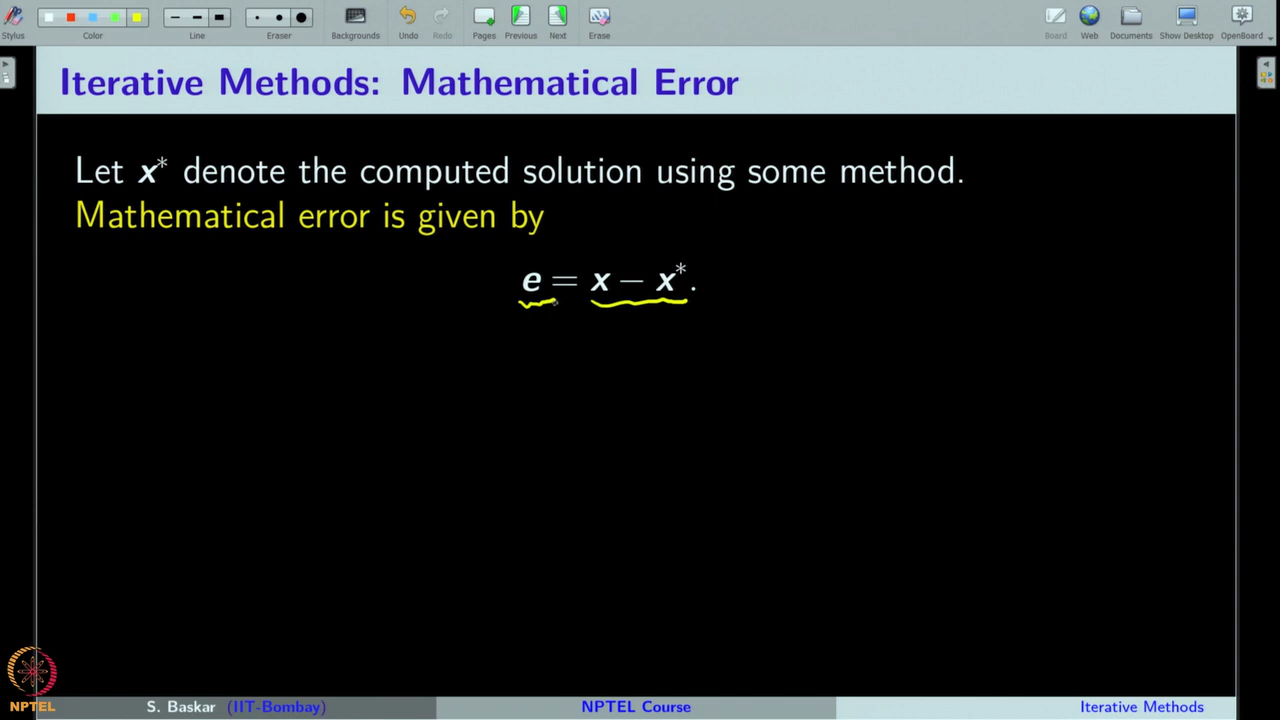 Stylus
Color
Line
Eraser
Backgrounds
Undo
Redo
Pages
Previous
Next
Erase
Board
Web
Documents
Show Desktop
OpenBoard
Iterative Methods: Mathematical Error
Let x* denote the computed solution using some method.
Mathematical error is given by
e = x − x*.
NPTEL
S. Baskar (IIT-Bombay)
NPTEL Course
Iterative Methods